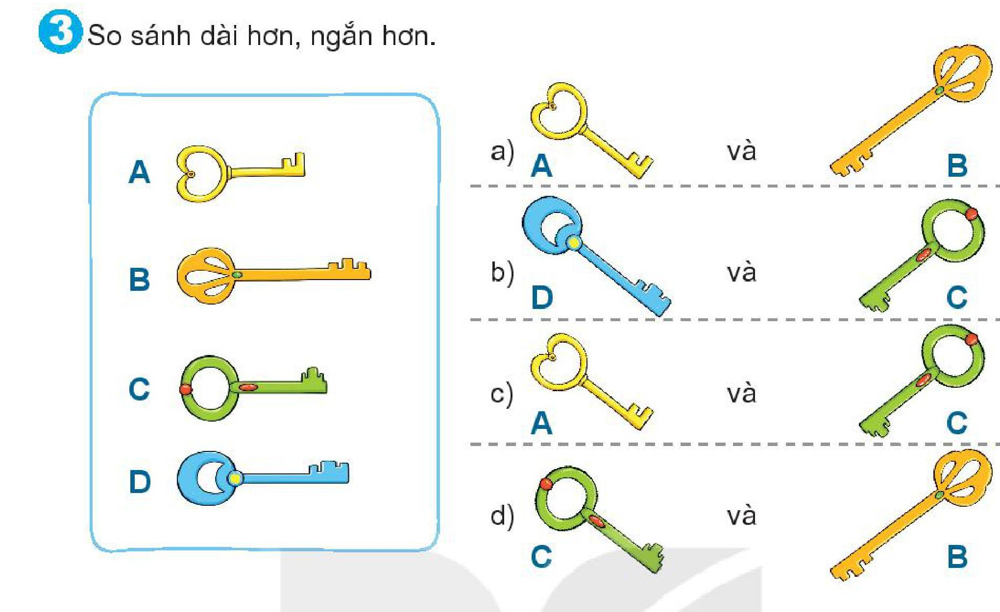 3 So sánh dài hơn, ngắn hơn.
A
B
C
D
a) A và B
b) D và C
c) A và C
d) C và B